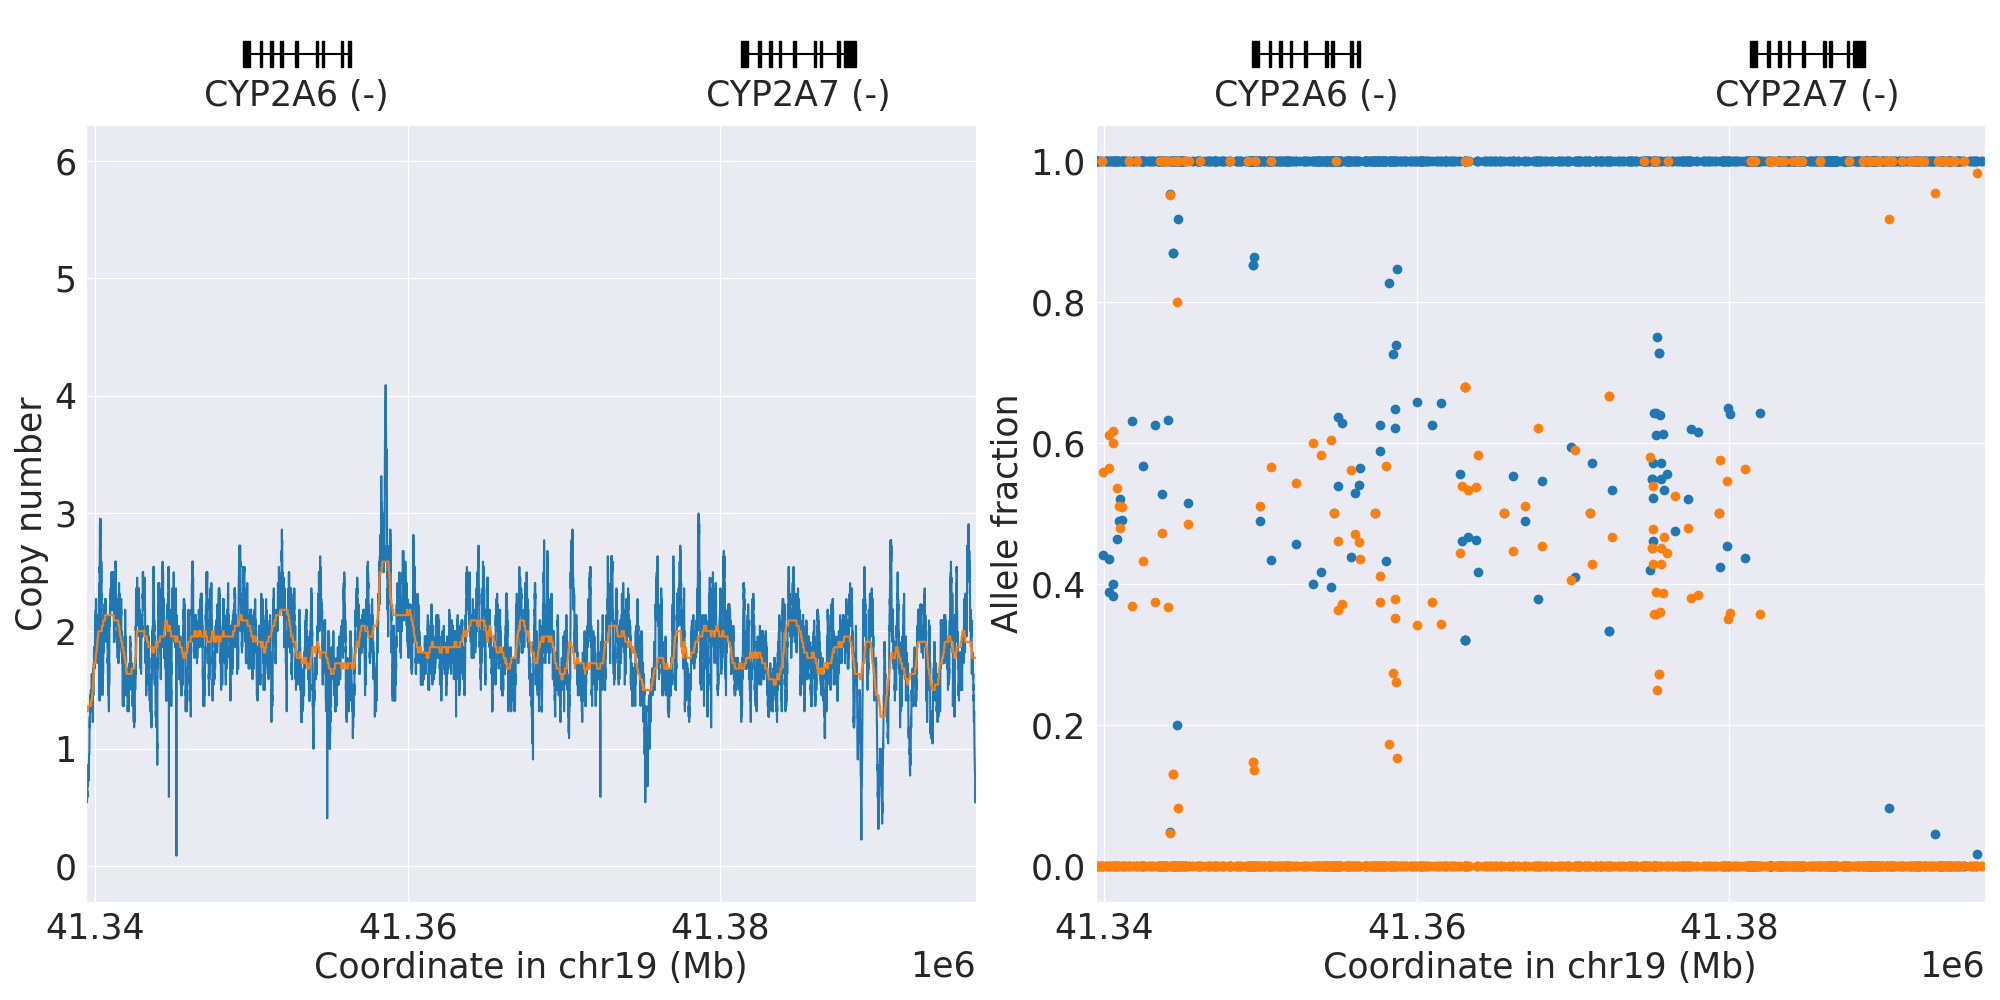 CYP2A6 (-)
CYP2A7 (-)
Copy number
6
5
4
3
2
1
0
41.34
41.36
41.38
Coordinate in chr19 (Mb)
1e6
CYP2A6 (-)
CYP2A7 (-)
Allele fraction
1.0
0.8
0.6
0.4
0.2
0.0
41.34
41.36
41.38
Coordinate in chr19 (Mb)
1e6